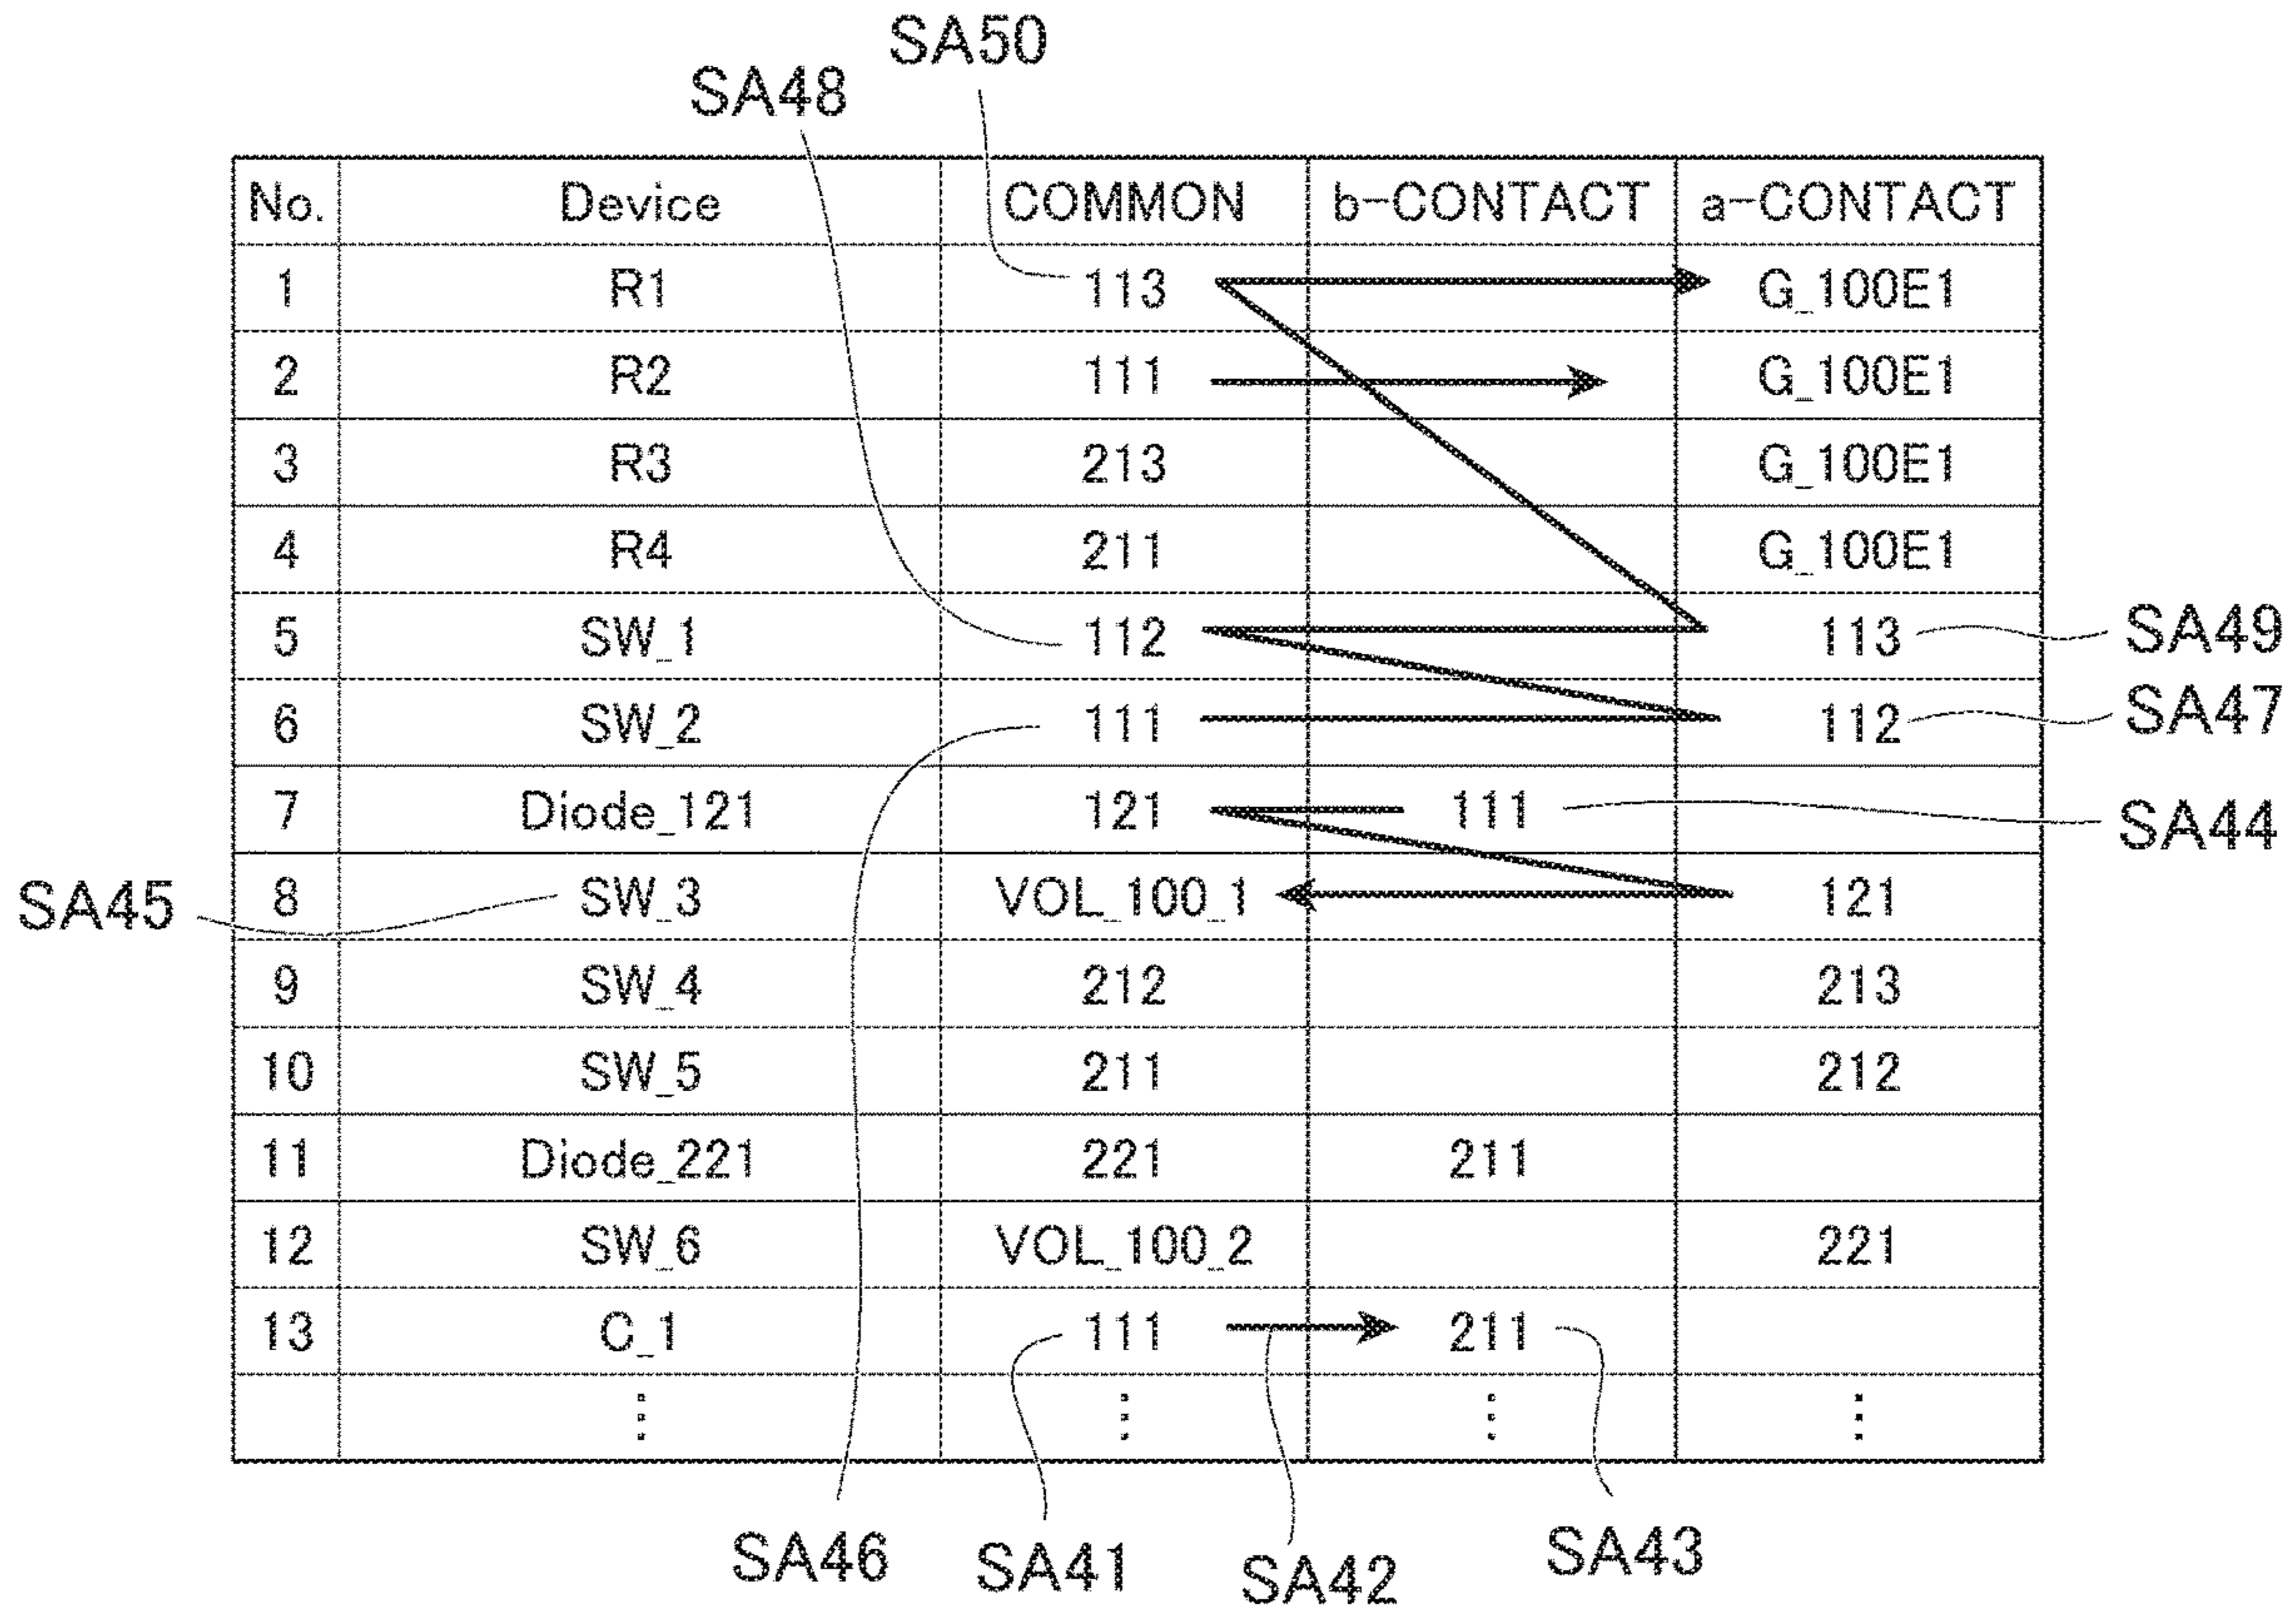 SA50
SA48
No. Device COMMON b-CONTACT a-CONTACT
1 R1 113 G_100E1
2 R2 111 G_100E1
3 R3 213 G_100E1
4 R4 211 G_100E1
5 SW_1 112 113 SA49
6 SW_2 111 112 SA47
7 Diode_121 121 111 SA44
SA45 8 SW_3 VOL_100_1 121
9 SW_4 212 213
10 SW_5 211 212
11 Diode_221 221 211
12 SW_6 VOL_100_2 221
13 C_1 111 211
⋮ ⋮ ⋮ ⋮
SA46 SA41 SA42 SA43